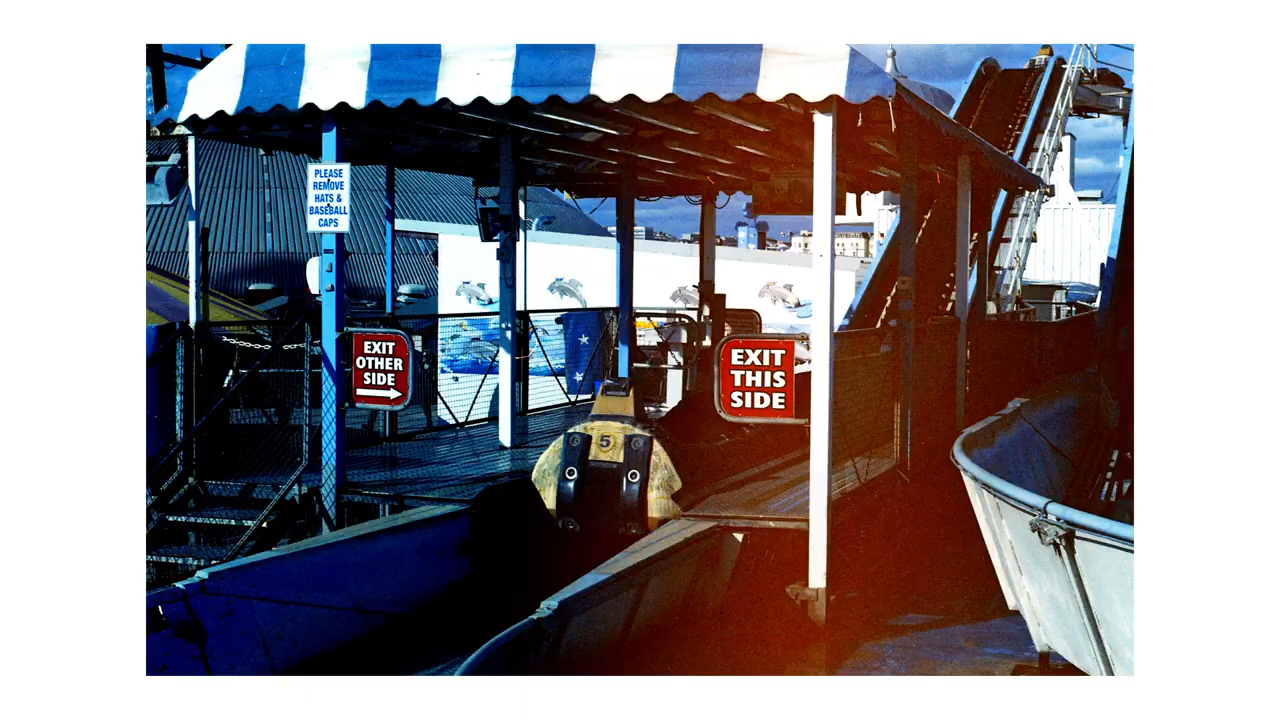 PLEASE
REMOVE
HATS &
BASEBALL
CAPS
EXIT
OTHER
SIDE
EXIT
THIS
SIDE
5